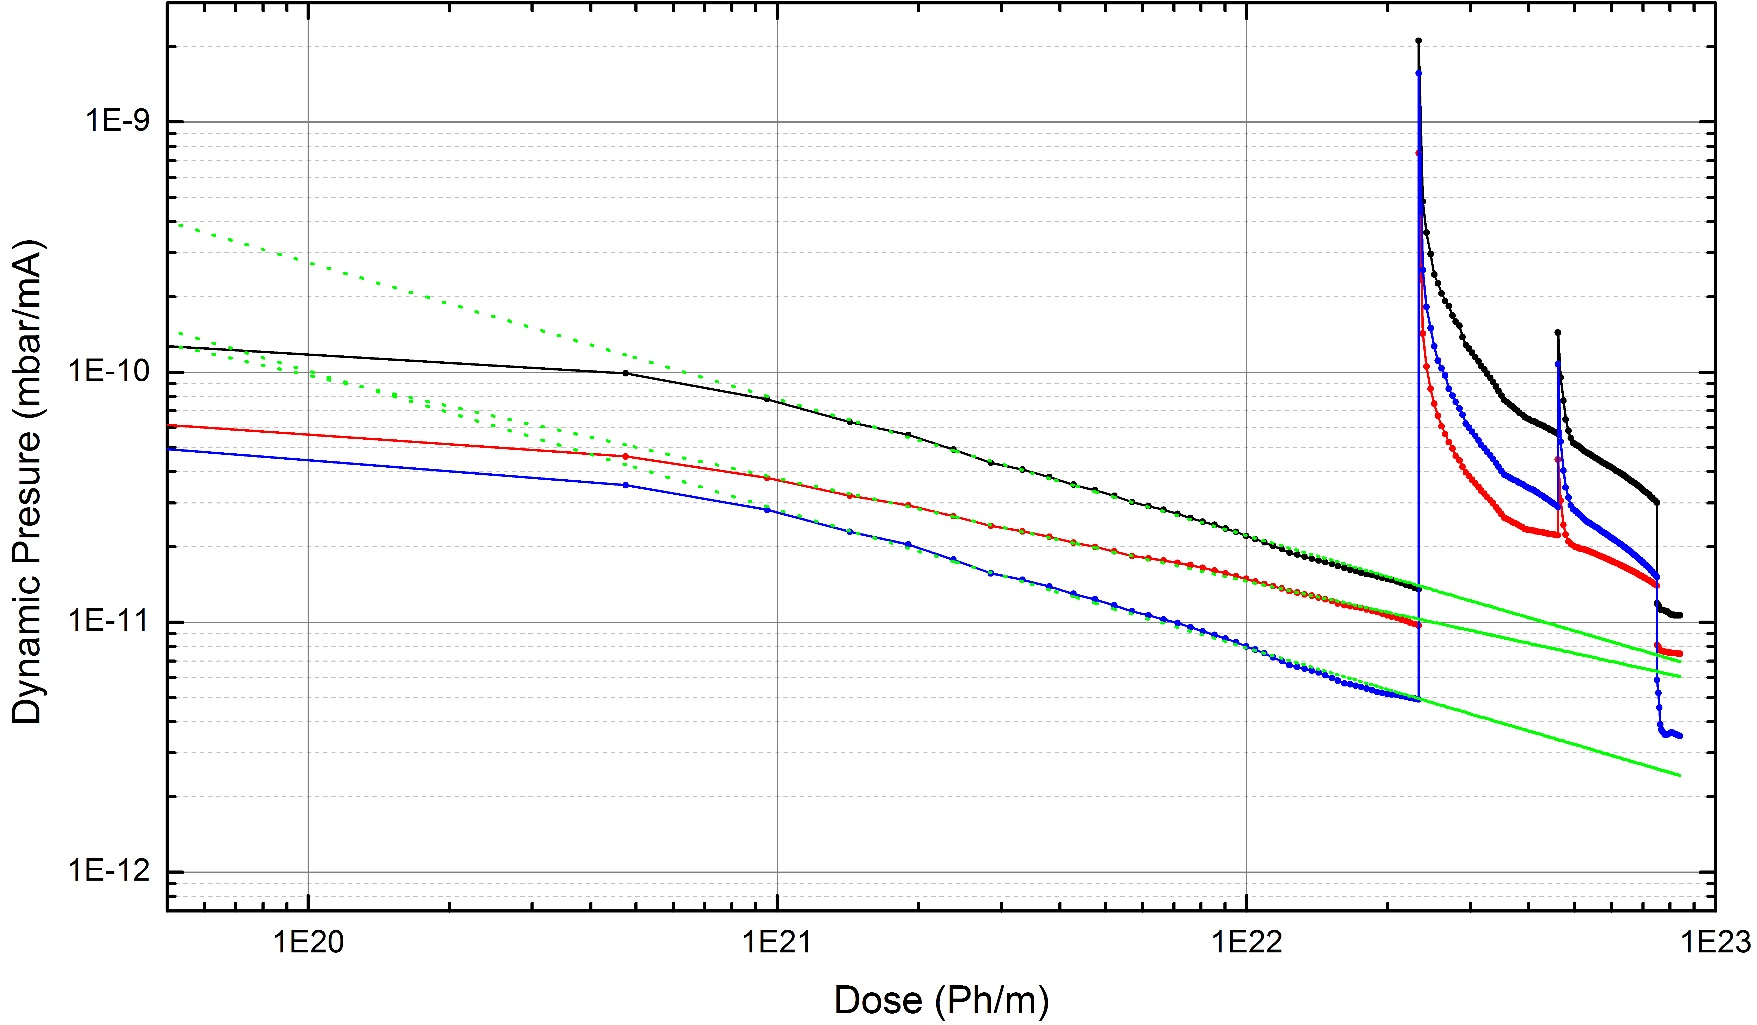 1E-9
1E-10
1E-11
1E-12
Dynamic Presure (mbar/mA)
1E20
1E21
1E22
1E23
Dose (Ph/m)